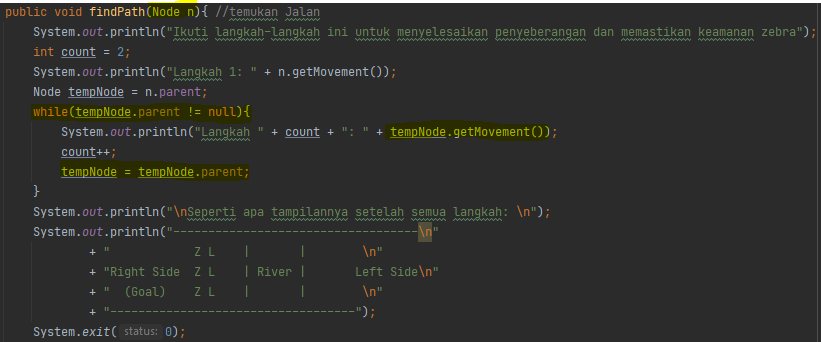 public void findPath(Node n){ //temukan Jalan
System.out.println("Ikuti langkah-langkah ini untuk menyelesaikan penyeberangan dan memastikan keamanan zebra");
int count = 2;
System.out.println("Langkah 1: " + n.getMovement());
Node tempNode = n.parent;
while(tempNode.parent != null){
System.out.println("Langkah " + count + ": " + tempNode.getMovement());
count++;
tempNode = tempNode.parent;
}
System.out.println("\nSeperti apa tampilannya setelah semua langkah: \n");
System.out.println("-----------------------------------\n"
+ "            Z L    |       |        \n"
+ "Right Side  Z L    | River |       Left Side\n"
+ "  (Goal)    Z L    |       |        \n"
+ "-----------------------------------");
System.exit( status: 0);